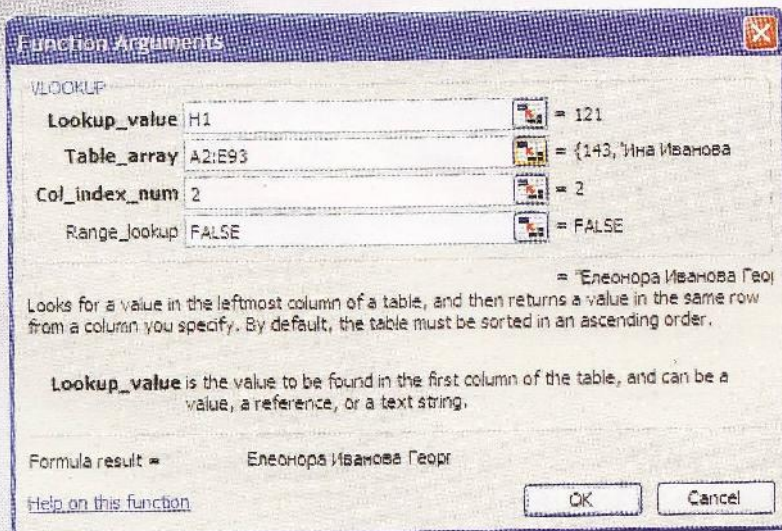 Function Arguments
VLOOKUP
Lookup_value H1 = 121
Table_array A2:E93 = {143,"Ина Иванова
Col_index_num 2 = 2
Range_lookup FALSE = FALSE
= "Елеонора Иванова Геор
Looks for a value in the leftmost column of a table, and then returns a value in the same row
from a column you specify. By default, the table must be sorted in an ascending order.
Lookup_value is the value to be found in the first column of the table, and can be a
value, a reference, or a text string.
Formula result = Елеонора Иванова Георг
Help on this function OK Cancel